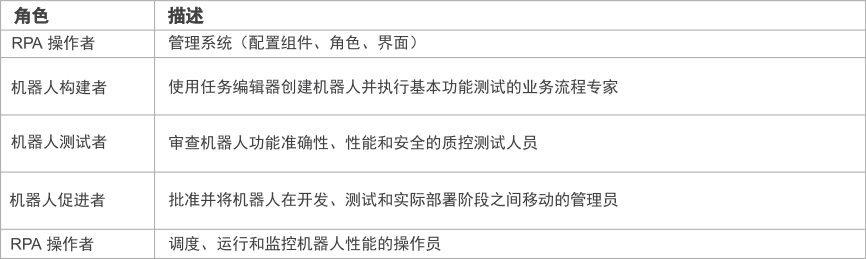 角色 描述
RPA 操作者 管理系统（配置组件、角色、界面）
机器人构建者 使用任务编辑器创建机器人并执行基本功能测试的业务流程专家
机器人测试者 审查机器人功能准确性、性能和安全的质控测试人员
机器人促进者 批准并将机器人在开发、测试和实际部署阶段之间移动的管理员
RPA 操作者 调度、运行和监控机器人性能的操作员